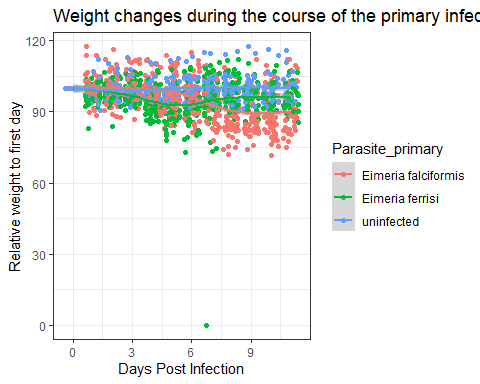 Weight changes during the course of the primary infec
Relative weight to first day
120
90
60
30
0
0 3 6 9
Days Post Infection
Parasite_primary
Eimeria falciformis
Eimeria ferrisi
uninfected